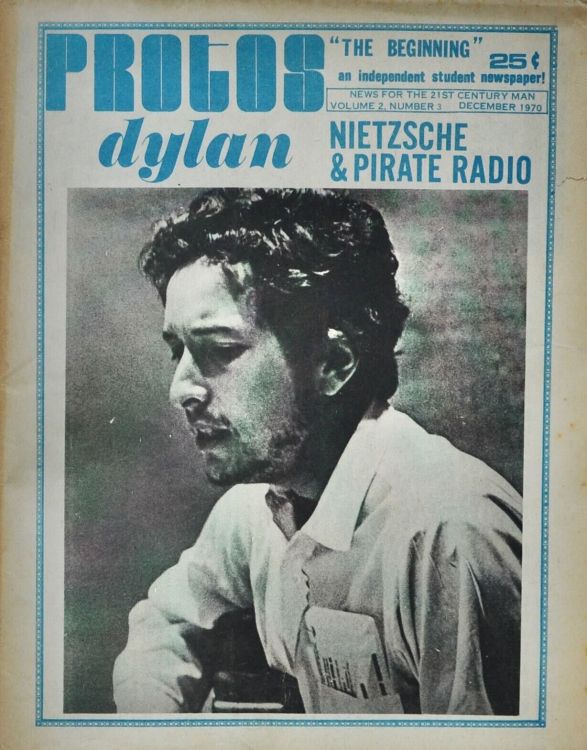 PROtOS
"THE BEGINNING" 25¢
an independent student newspaper!
NEWS FOR THE 21ST CENTURY MAN
VOLUME 2, NUMBER 3 DECEMBER 1970
dylan
NIETZSCHE
& PIRATE RADIO